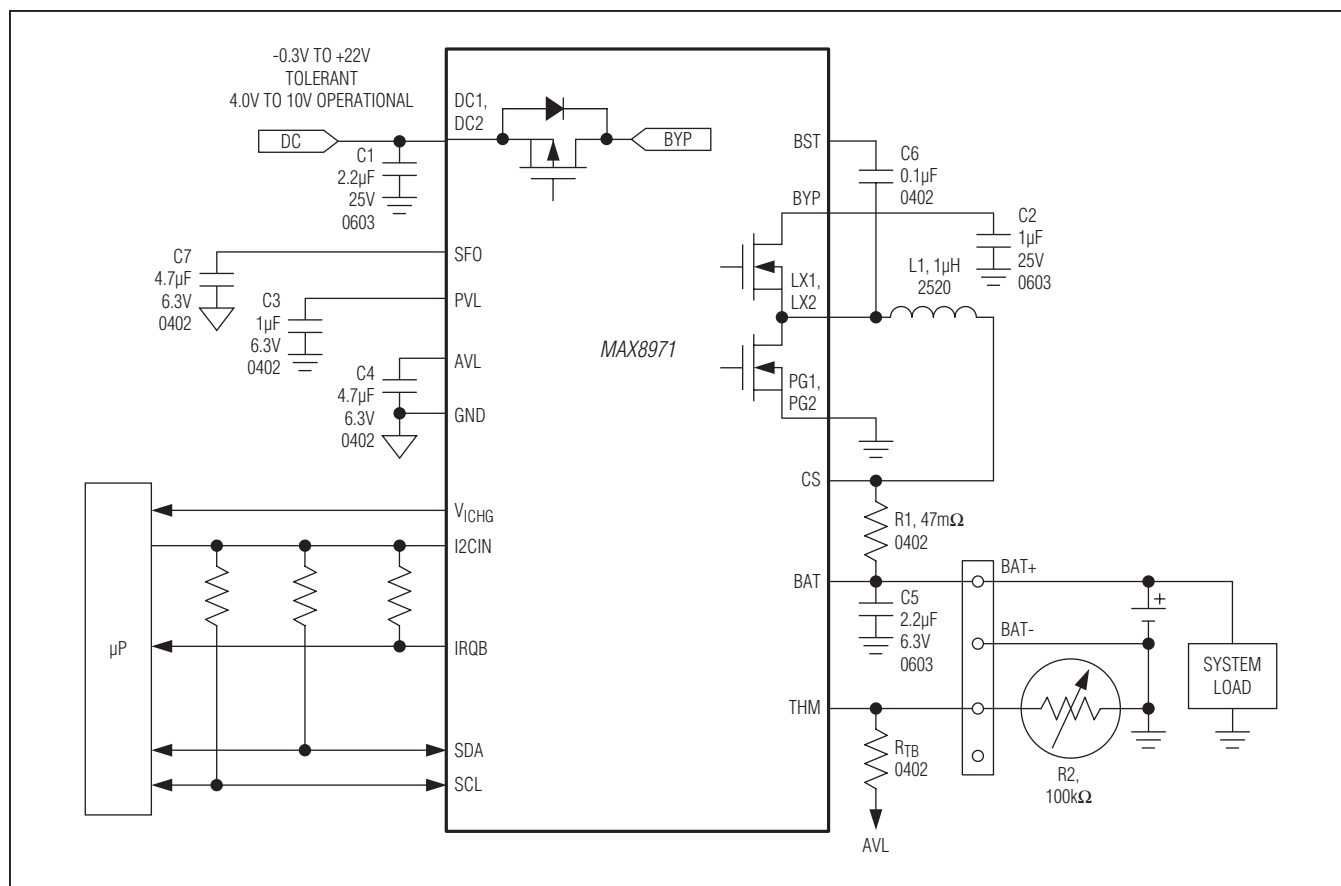 -0.3V TO +22V
TOLERANT
4.0V TO 10V OPERATIONAL
DC
C1
2.2µF
25V
0603
DC1,
DC2
BYP
C7
4.7µF
6.3V
0402
SFO
C3
1µF
6.3V
0402
PVL
AVL
C4
4.7µF
6.3V
0402
GND
MAX8971
BST
C6
0.1µF
0402
BYP
C2
1µF
25V
0603
LX1,
LX2
L1, 1µH
2520
PG1,
PG2
CS
R1, 47mΩ
0402
BAT
C5
2.2µF
6.3V
0603
BAT+
BAT-
+
SYSTEM
LOAD
THM
RTB
0402
AVL
R2,
100kΩ
µP
VICHG
I2CIN
IRQB
SDA
SCL